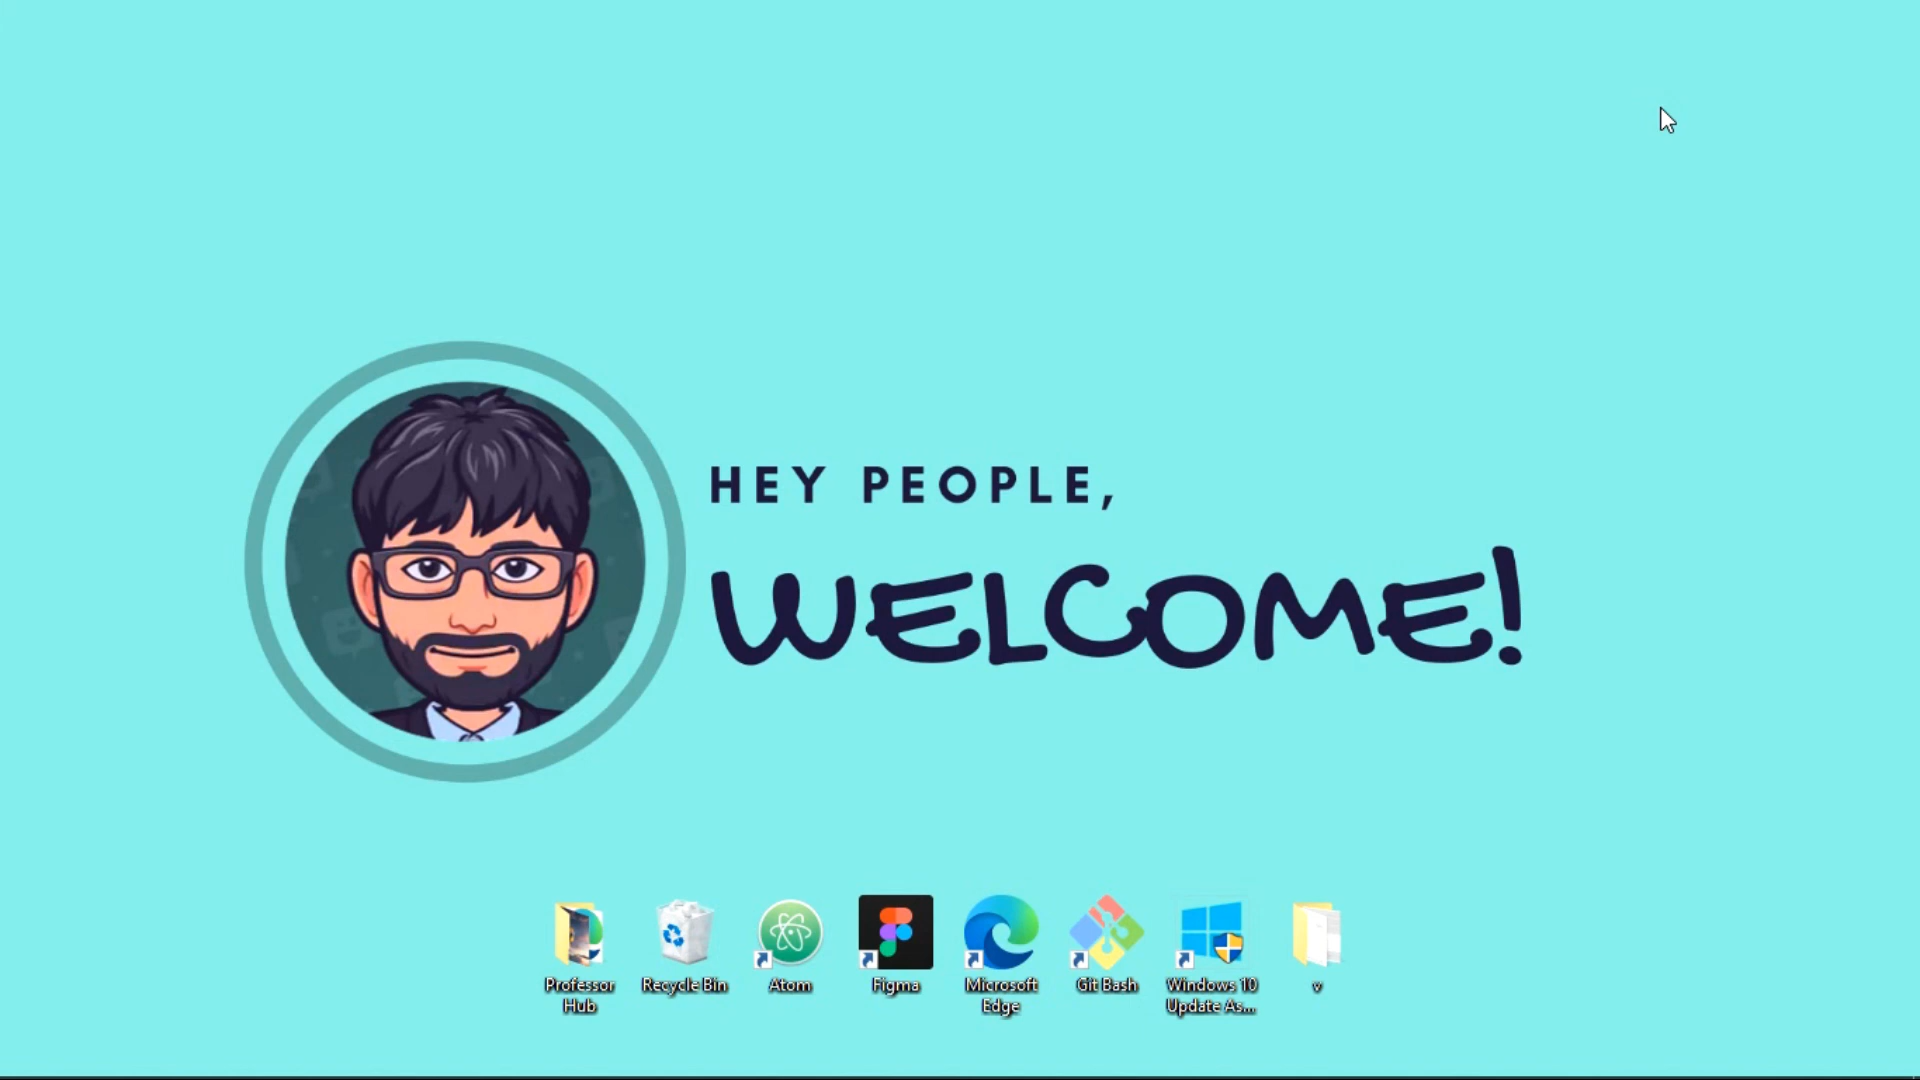 HEY PEOPLE,
WELCOME!
Professor Hub
Recycle Bin
Atom
Figma
Microsoft Edge
Git Bash
Windows 10 Update As...
v